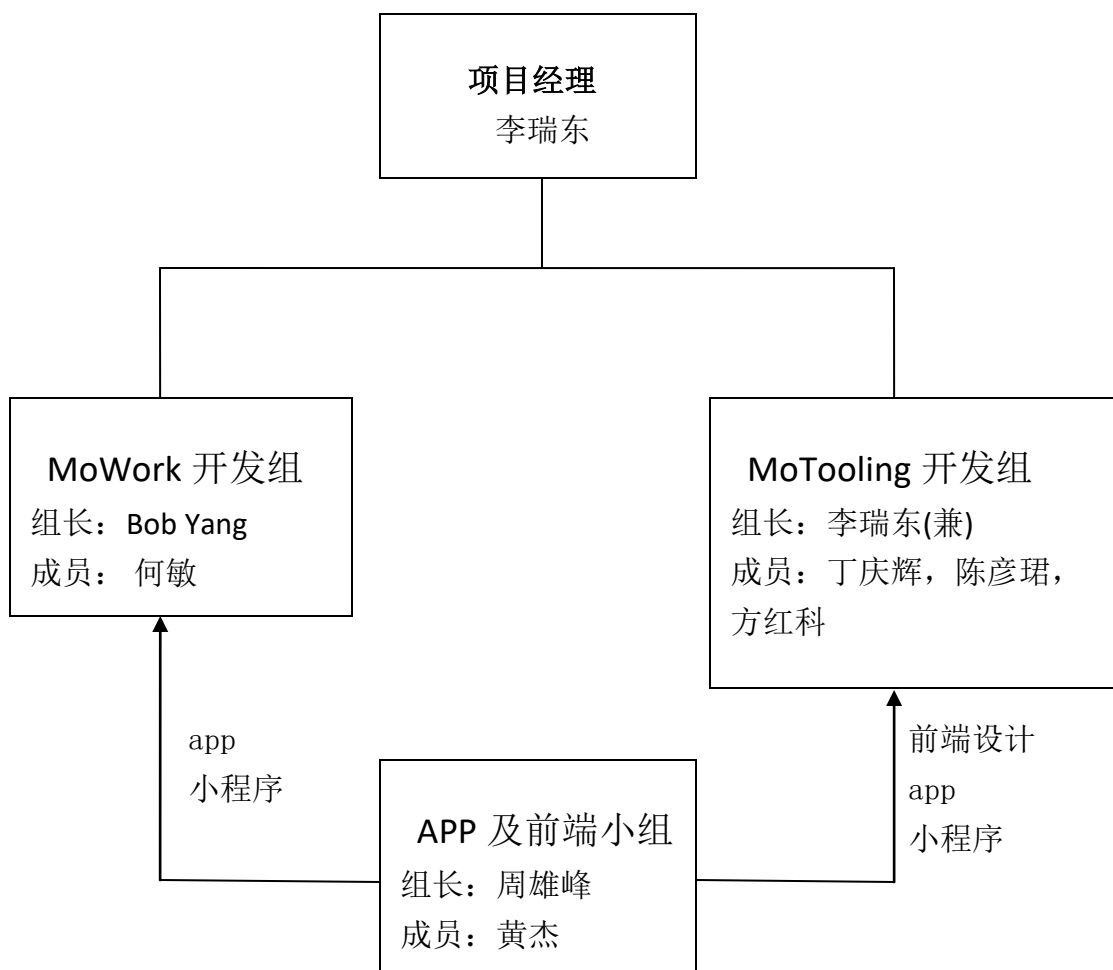 项目经理
李瑞东
MoWork 开发组
组长：Bob Yang
成员： 何敏
MoTooling 开发组
组长：李瑞东(兼)
成员：丁庆辉，陈彦珺，
方红科
app
小程序
前端设计
app
小程序
APP 及前端小组
组长：周雄峰
成员：黄杰